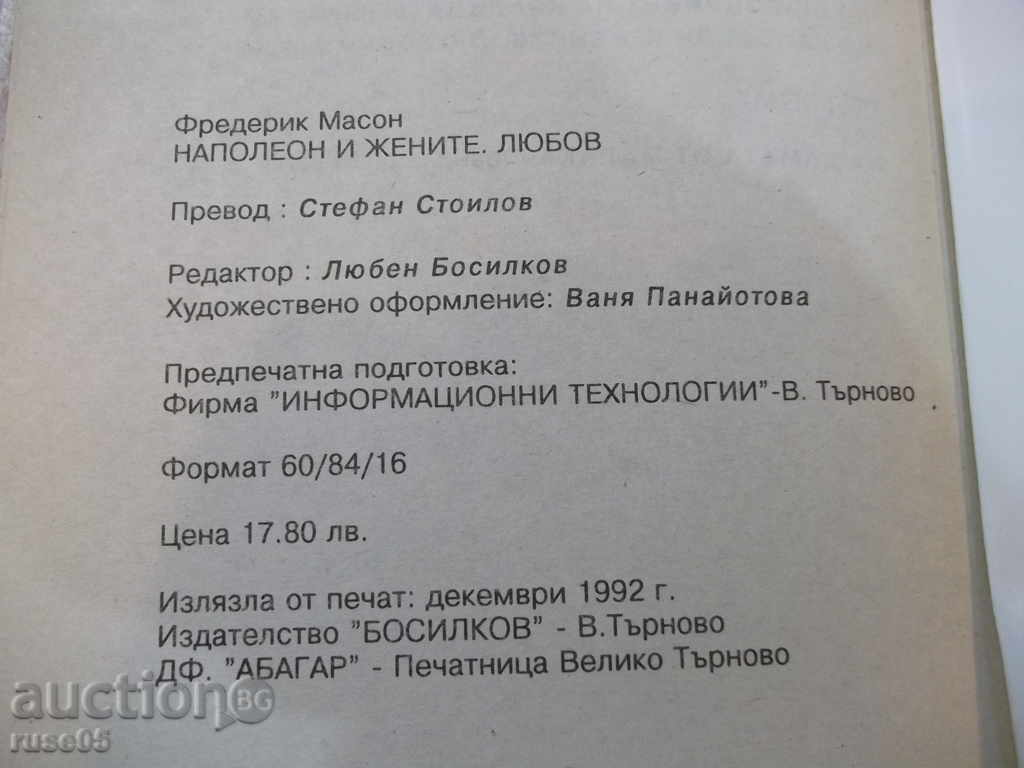 Фредерик Масон
НАПОЛЕОН И ЖЕНИТЕ. ЛЮБОВ
Превод : Стефан Стоилов
Редактор : Любен Босилков
Художествено оформление: Ваня Панайотова
Предпечатна подготовка:
Фирма "ИНФОРМАЦИОННИ ТЕХНОЛОГИИ"-В. Търново
Формат 60/84/16
Цена 17.80 лв.
Излязла от печат: декември 1992 г.
Издателство "БОСИЛКОВ" - В.Търново
ДФ. "АБАГАР" - Печатница Велико Търново
auction BG
ruse05